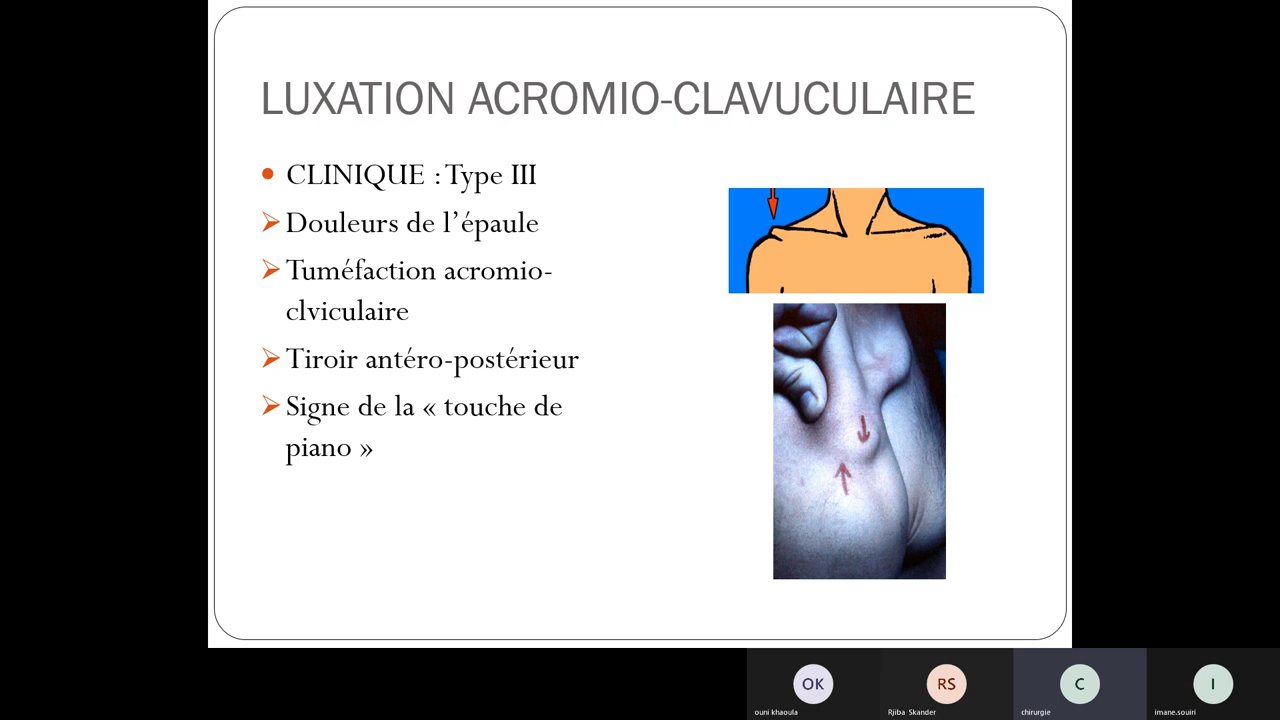 LUXATION ACROMIO-CLAVUCULAIRE
CLINIQUE : Type III
Douleurs de l’épaule
Tuméfaction acromio-
clviculaire
Tiroir antéro-postérieur
Signe de la « touche de
piano »
OK
RS
C
I
ouni khaoula
Rjiba Skander
chirurgie
imane.souiri